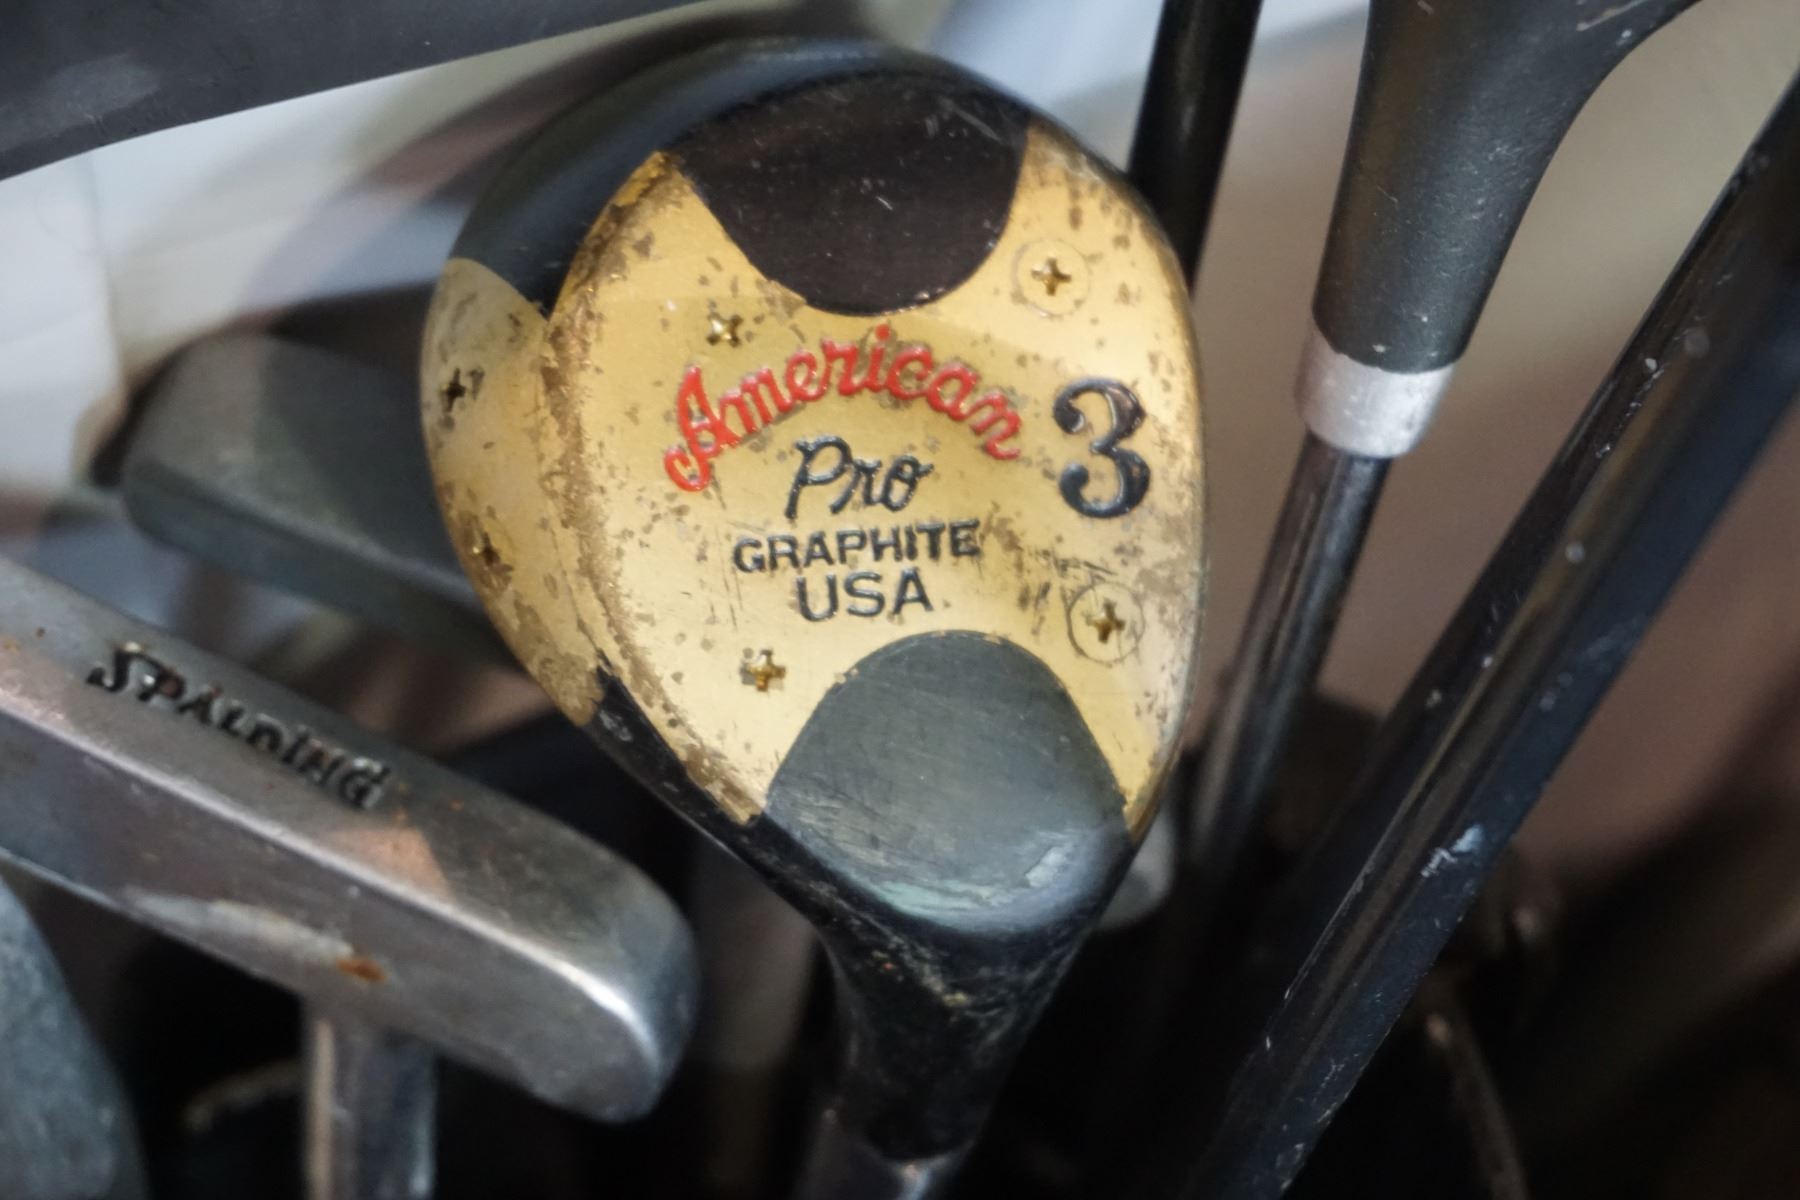 American
3
Pro
GRAPHITE
USA
SPALDING